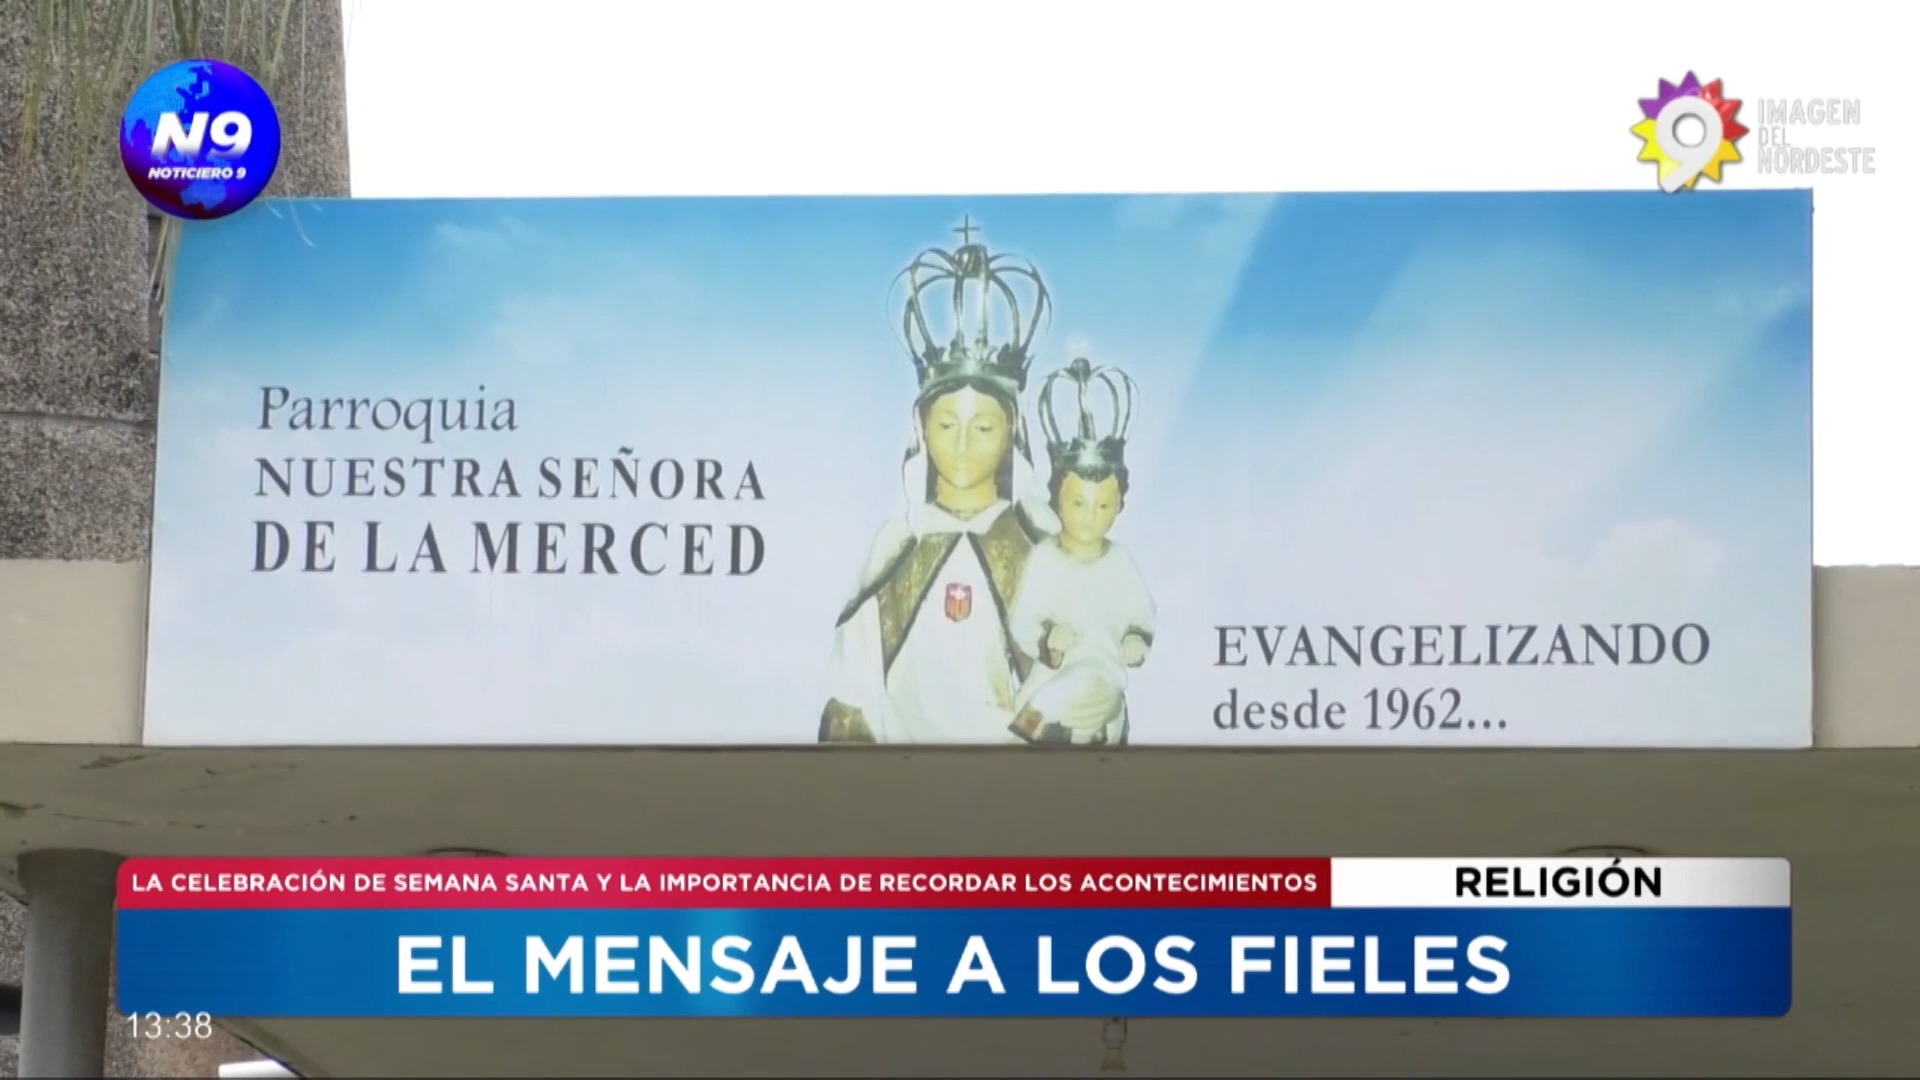 N9
NOTICIERO 9
9
IMAGEN
DEL
NORDESTE
Parroquia
NUESTRA SEÑORA
DE LA MERCED
EVANGELIZANDO
desde 1962...
LA CELEBRACIÓN DE SEMANA SANTA Y LA IMPORTANCIA DE RECORDAR LOS ACONTECIMIENTOS
RELIGIÓN
EL MENSAJE A LOS FIELES
13:38